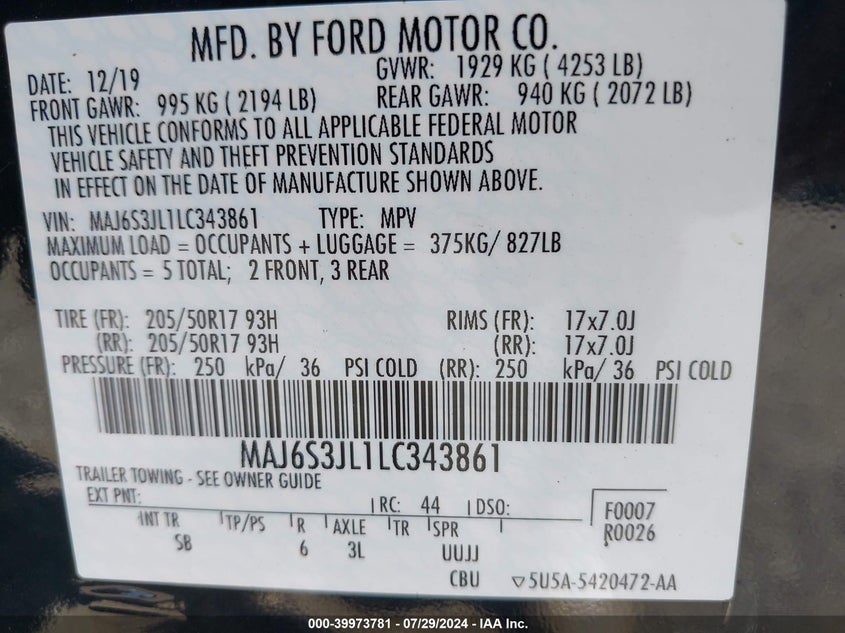 MFD. BY FORD MOTOR CO.
DATE: 12/19 GVWR: 1929 KG ( 4253 LB)
FRONT GAWR: 995 KG ( 2194 LB) REAR GAWR: 940 KG ( 2072 LB)
THIS VEHICLE CONFORMS TO ALL APPLICABLE FEDERAL MOTOR
VEHICLE SAFETY AND THEFT PREVENTION STANDARDS
IN EFFECT ON THE DATE OF MANUFACTURE SHOWN ABOVE.
VIN: MAJ6S3JL1LC343861 TYPE: MPV
MAXIMUM LOAD = OCCUPANTS + LUGGAGE = 375KG/ 827LB
OCCUPANTS = 5 TOTAL; 2 FRONT, 3 REAR
TIRE (FR): 205/50R17 93H RIMS (FR): 17x7.0J
(RR): 205/50R17 93H (RR): 17x7.0J
PRESSURE (FR): 250 kPa/ 36 PSI COLD (RR): 250 kPa/ 36 PSI COLD
MAJ6S3JL1LC343861
TRAILER TOWING - SEE OWNER GUIDE
EXT PNT: RC: 44 DSO: F0007
INT TR TP/PS R AXLE TR SPR R0026
SB 6 3L UUJJ
CBU ▽5U5A-5420472-AA
000-39973781 - 07/29/2024 - IAA Inc.